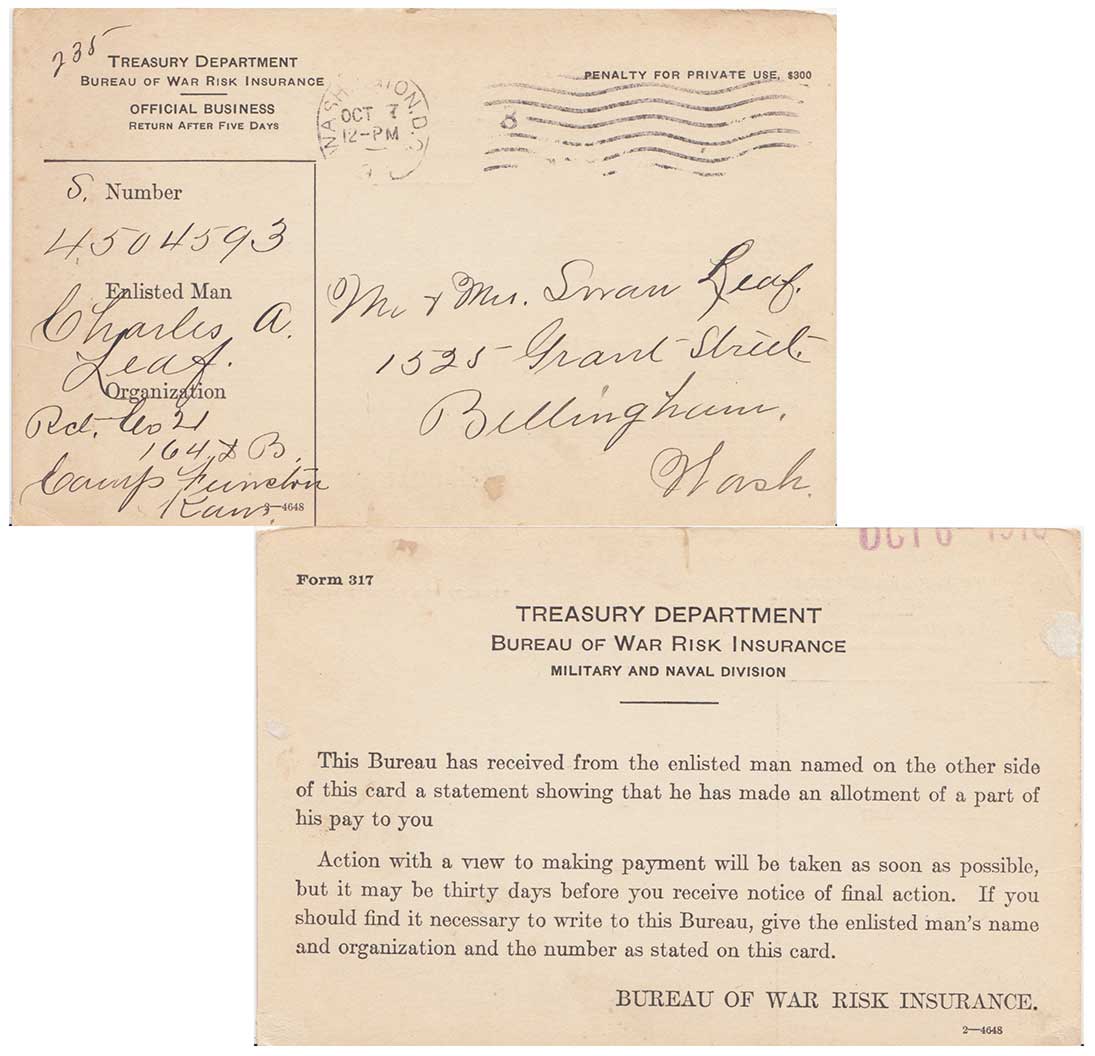 235
TREASURY DEPARTMENT
BUREAU OF WAR RISK INSURANCE
OFFICIAL BUSINESS
RETURN AFTER FIVE DAYS
PENALTY FOR PRIVATE USE, $300
WASHINGTON, D.C.
OCT 7
12-PM
8
S. Number
4504593
Enlisted Man
Charles A.
Leaf.
Organization
Rct. Co 21
164 D B.
Camp Funston
Kans.
2—4648
Mr & Mrs. Swan Leaf.
1525 Grant Street.
Bellingham,
Wash.
OCT 6
Form 317
TREASURY DEPARTMENT
BUREAU OF WAR RISK INSURANCE
MILITARY AND NAVAL DIVISION
This Bureau has received from the enlisted man named on the other side
of this card a statement showing that he has made an allotment of a part of
his pay to you
Action with a view to making payment will be taken as soon as possible,
but it may be thirty days before you receive notice of final action. If you
should find it necessary to write to this Bureau, give the enlisted man's name
and organization and the number as stated on this card.
BUREAU OF WAR RISK INSURANCE.
2—4648